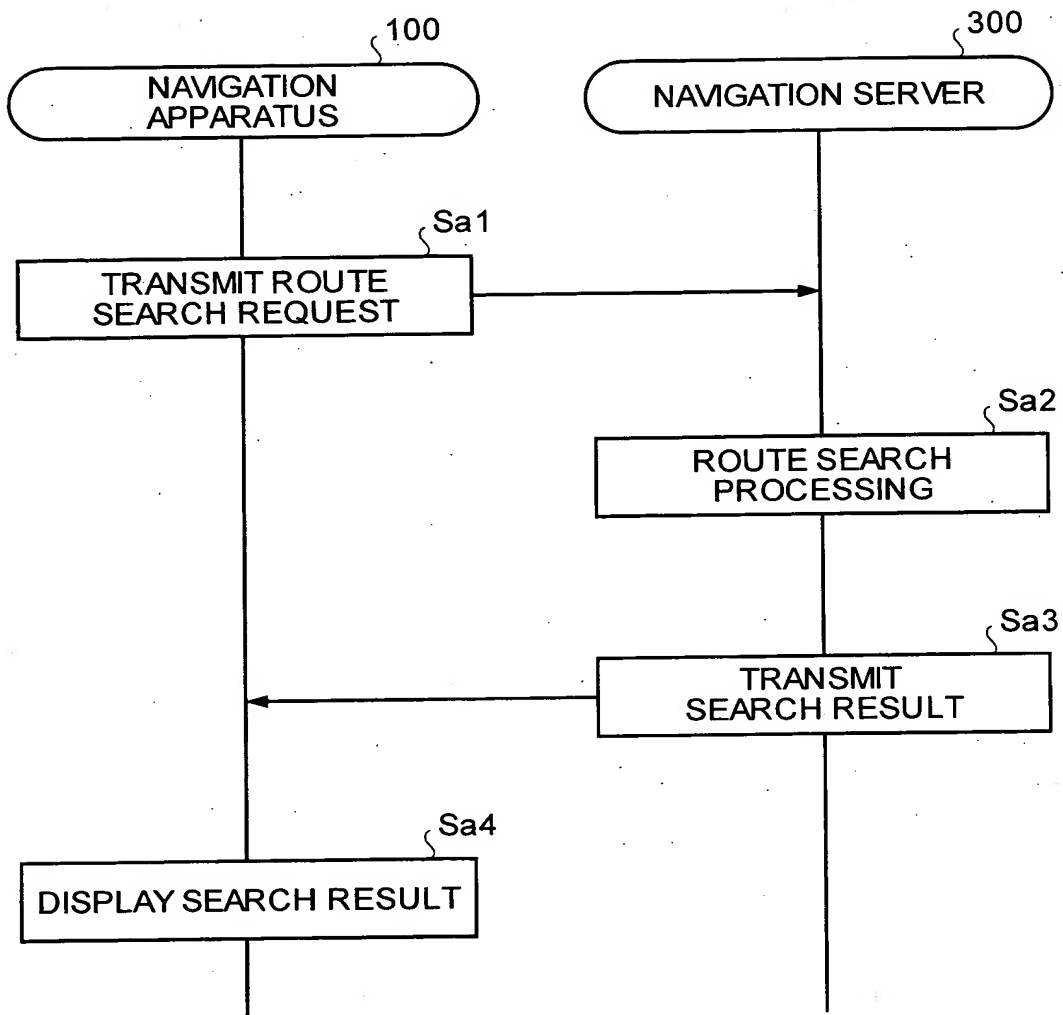 100
300
NAVIGATION
APPARATUS
NAVIGATION SERVER
Sa1
TRANSMIT ROUTE
SEARCH REQUEST
Sa2
ROUTE SEARCH
PROCESSING
Sa3
TRANSMIT
SEARCH RESULT
Sa4
DISPLAY SEARCH RESULT